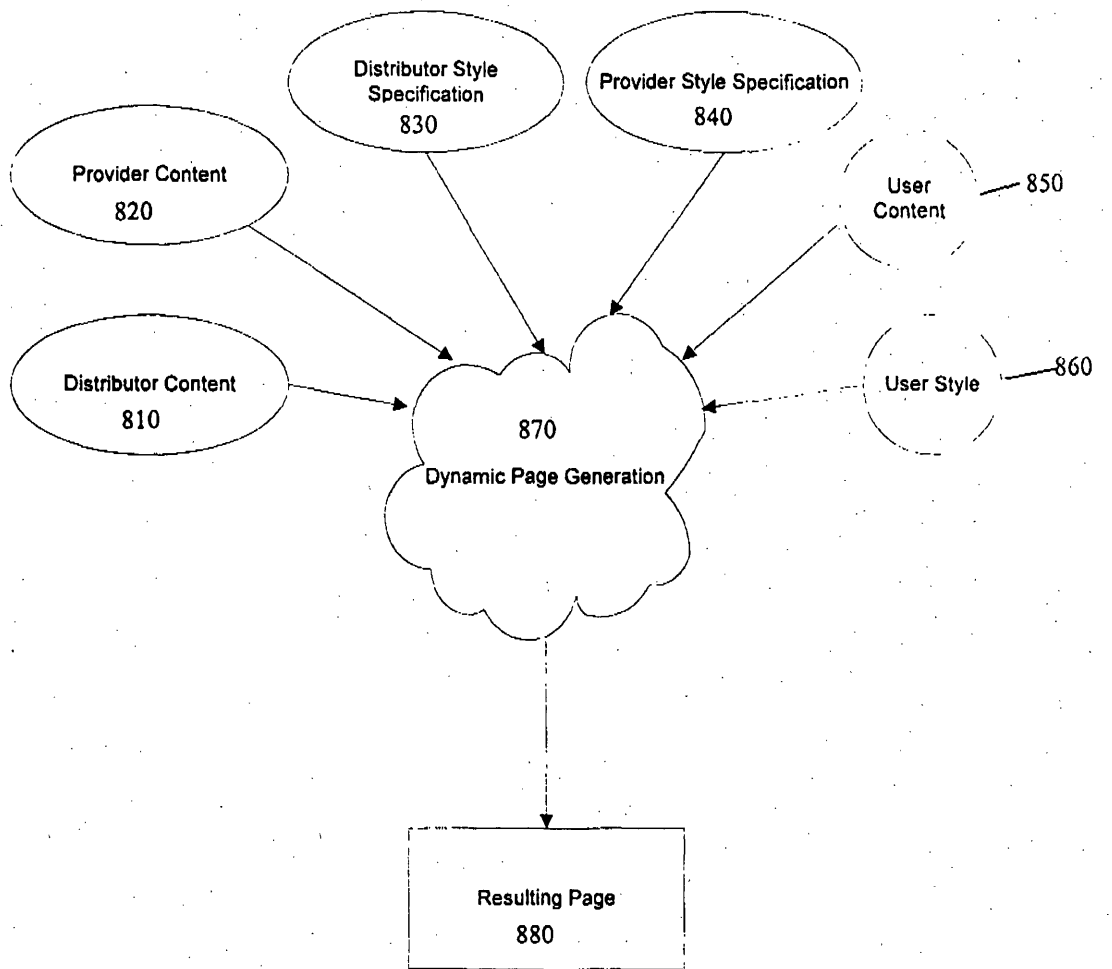 Distributor Style
Specification
830
Provider Style Specification
840
Provider Content
820
User
Content
850
Distributor Content
810
User Style
860
870
Dynamic Page Generation
Resulting Page
880